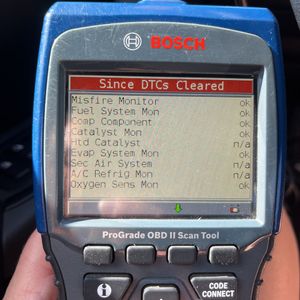 BOSCH
Since DTCs Cleared
Misfire Monitor ok
Fuel System Mon ok
Comp Component ok
Catalyst Mon ok
Htd Catalyst n/a
Evap System Mon ok
Sec Air System n/a
A/C Refrig Mon n/a
Oxygen Sens Mon ok
ProGrade OBD II Scan Tool
i
CODE
CONNECT